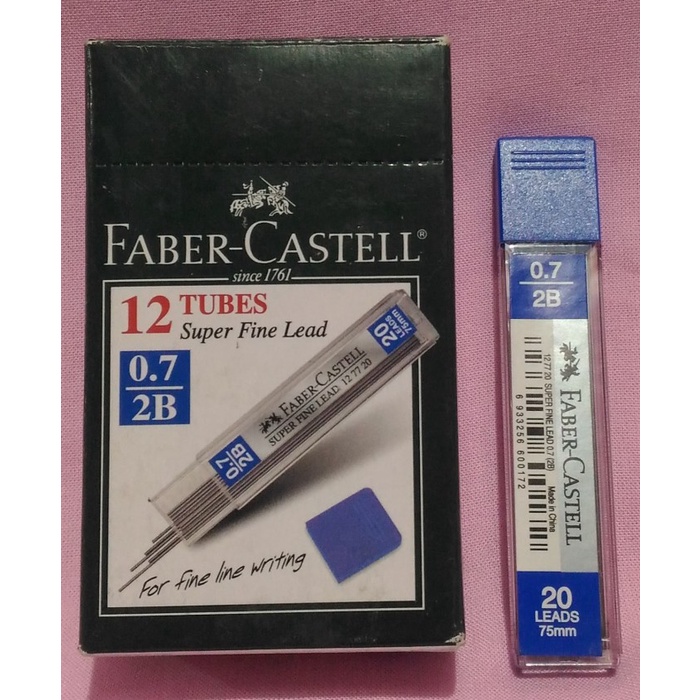 FABER-CASTELL®
since 1761
12 TUBES
Super Fine Lead
0.7
2B
20
LEADS
75mm
FABER-CASTELL
SUPER FINE LEAD 12 77 20
0.7
2B
For fine line writing
0.7
2B
FABER-CASTELL
12 77 20 SUPER FINE LEAD 0.7 (2B) Made in China
6 933256 600172
20
LEADS
75mm